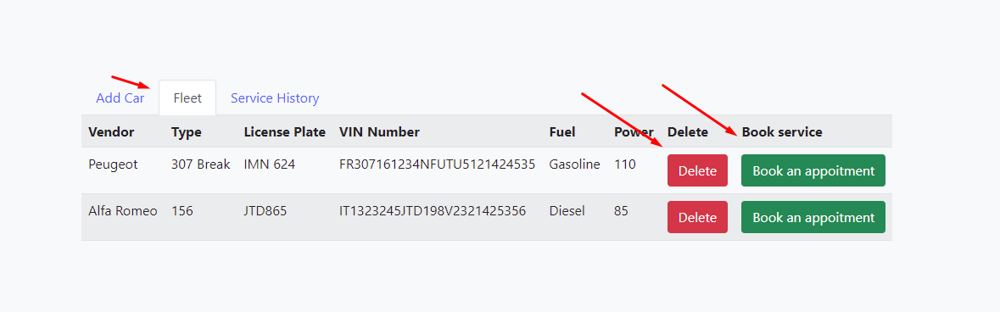 Add Car Fleet Service History
Vendor Type License Plate VIN Number Fuel Power Delete Book service
Peugeot 307 Break IMN 624 FR307161234NFUTU5121424535 Gasoline 110 Delete Book an appoitment
Alfa Romeo 156 JTD865 IT1323245JTD198V2321425356 Diesel 85 Delete Book an appoitment